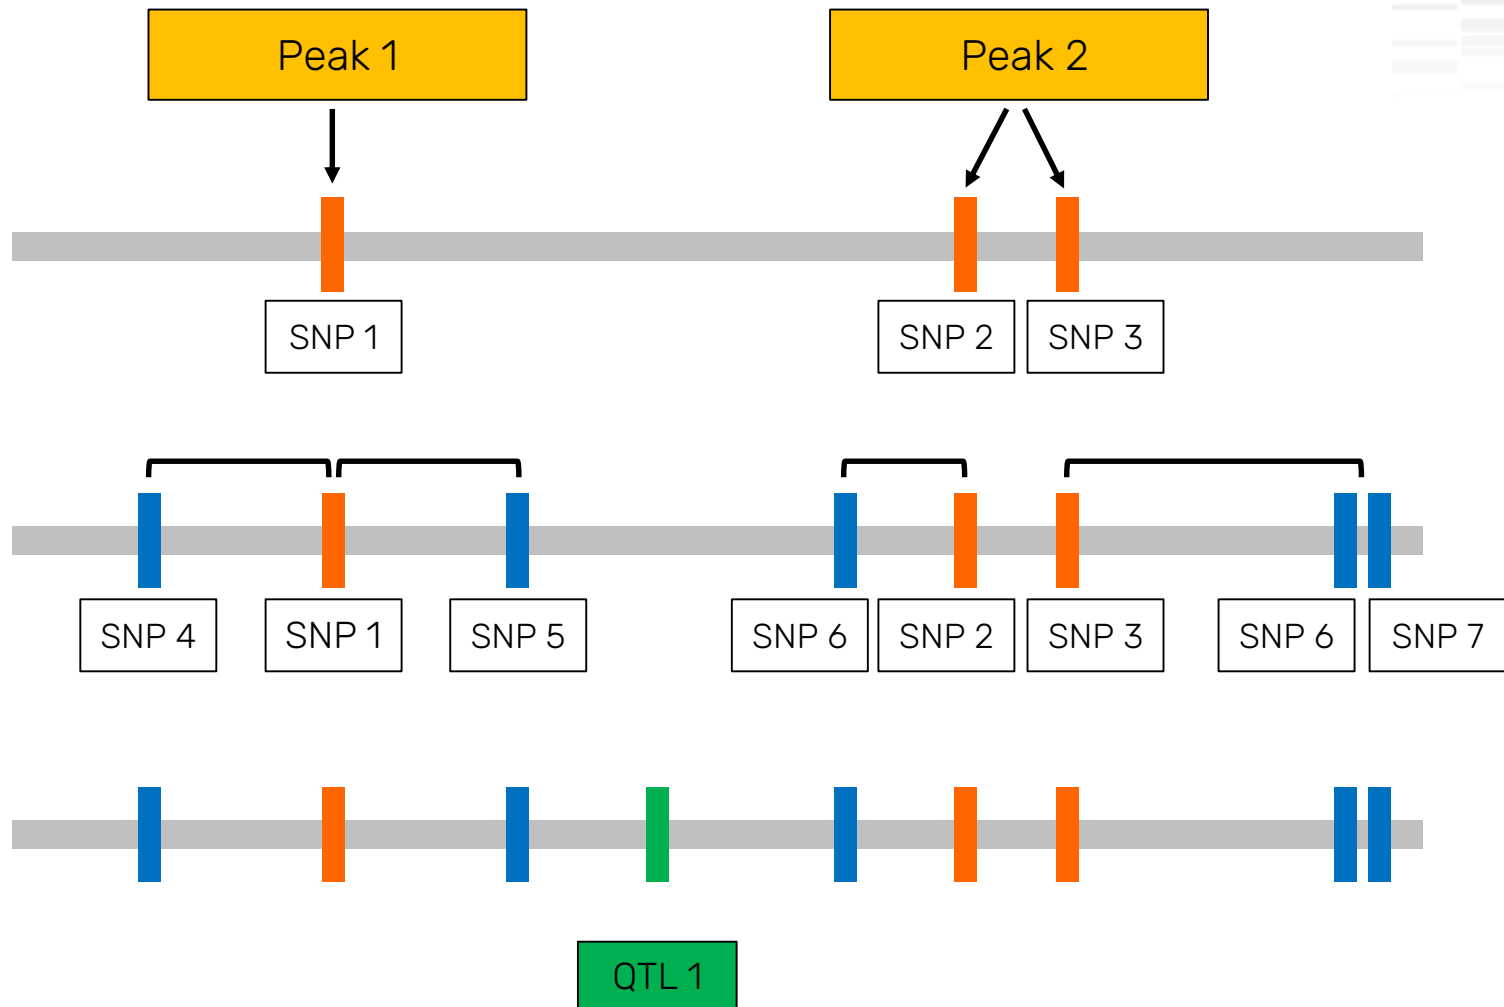 Peak 1
Peak 2
SNP 1
SNP 2
SNP 3
SNP 4
SNP 1
SNP 5
SNP 6
SNP 2
SNP 3
SNP 6
SNP 7
QTL 1